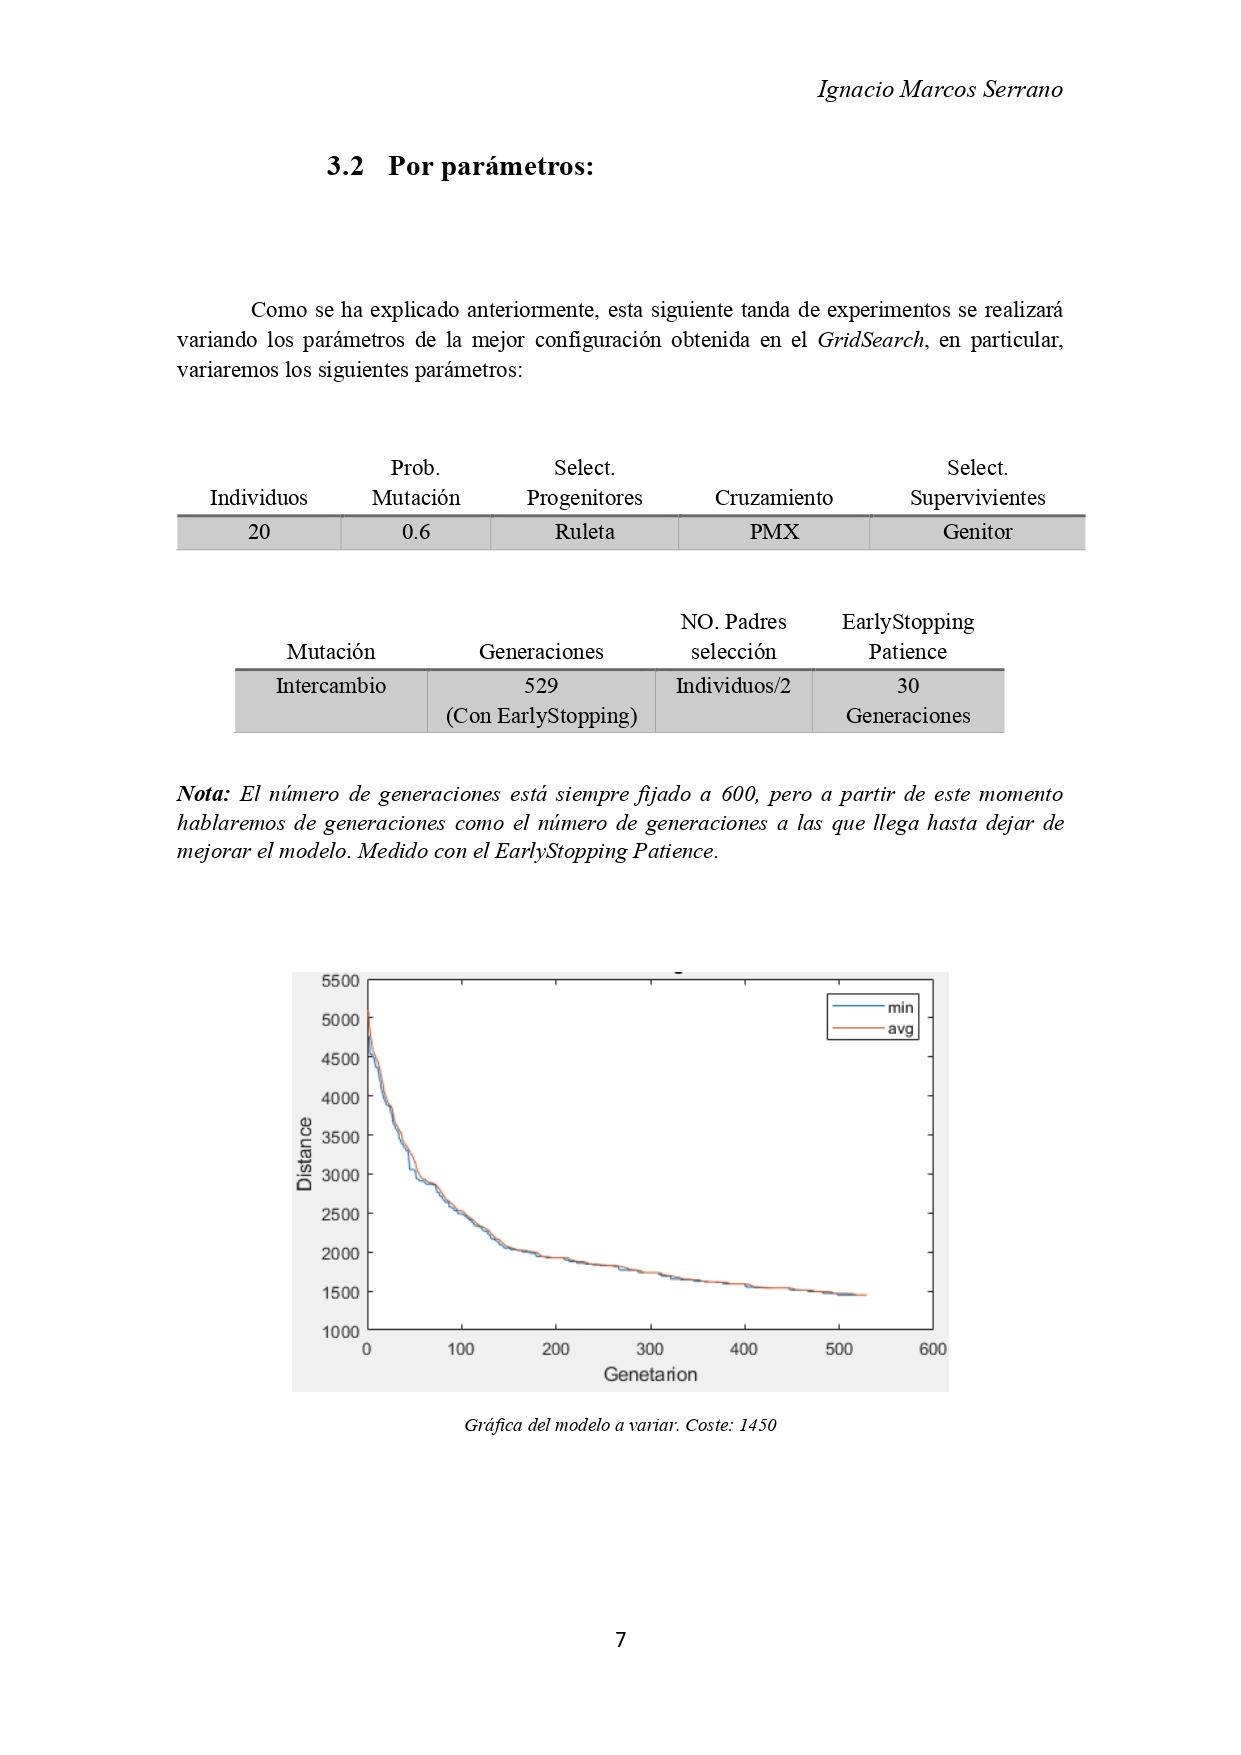 Ignacio Marcos Serrano
3.2 Por parámetros:
Como se ha explicado anteriormente, esta siguiente tanda de experimentos se realizará
variando los parámetros de la mejor configuración obtenida en el GridSearch, en particular,
variaremos los siguientes parámetros:
Prob. Select. Select.
Individuos Mutación Progenitores Cruzamiento Supervivientes
20 0.6 Ruleta PMX Genitor
NO. Padres EarlyStopping
Mutación Generaciones selección Patience
Intercambio 529 Individuos/2 30
(Con EarlyStopping) Generaciones
Nota: El número de generaciones está siempre fijado a 600, pero a partir de este momento
hablaremos de generaciones como el número de generaciones a las que llega hasta dejar de
mejorar el modelo. Medido con el EarlyStopping Patience.
5500
min
5000
avg
4500
4000
3500
Distance
3000
2500
2000
1500
1000
0 100 200 300 400 500 600
Genetarion
Gráfica del modelo a variar. Coste: 1450
7